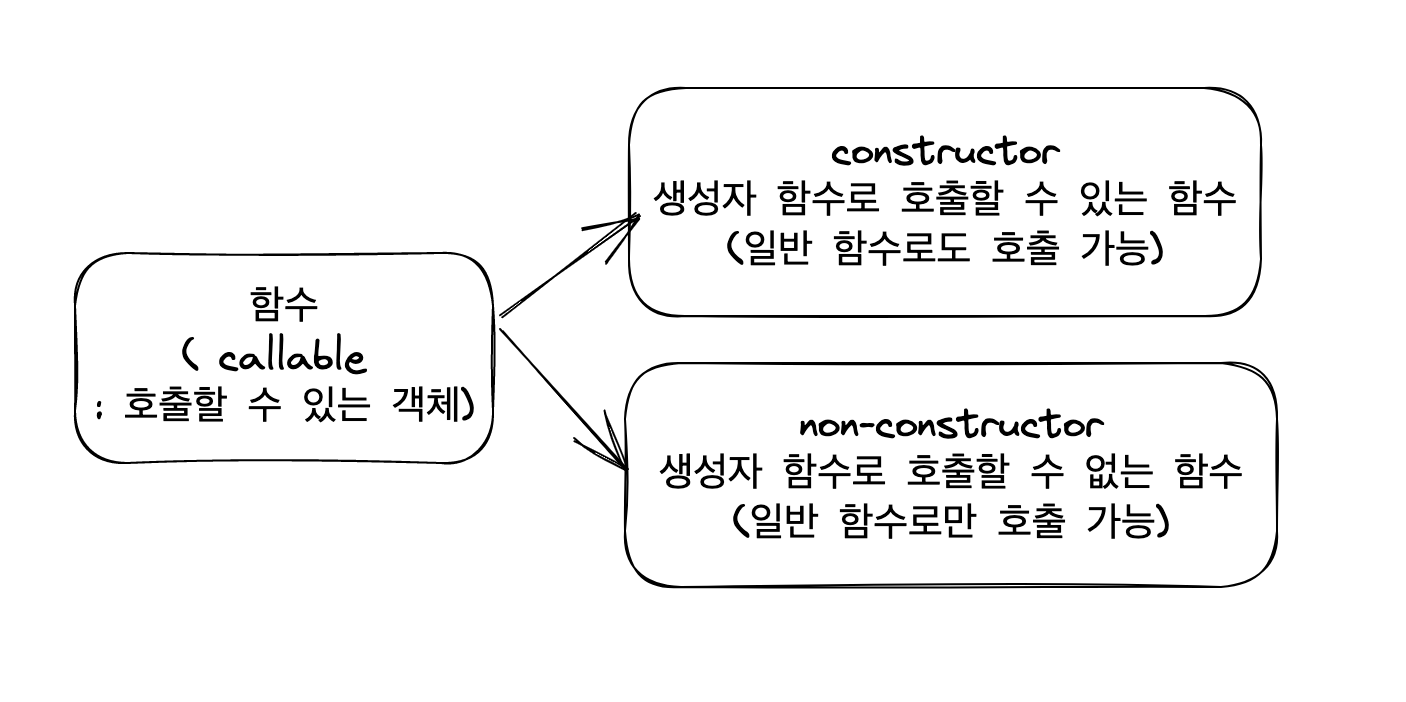 함수
( callable
: 호출할 수 있는 객체)
constructor
생성자 함수로 호출할 수 있는 함수
(일반 함수로도 호출 가능)
non-constructor
생성자 함수로 호출할 수 없는 함수
(일반 함수로만 호출 가능)